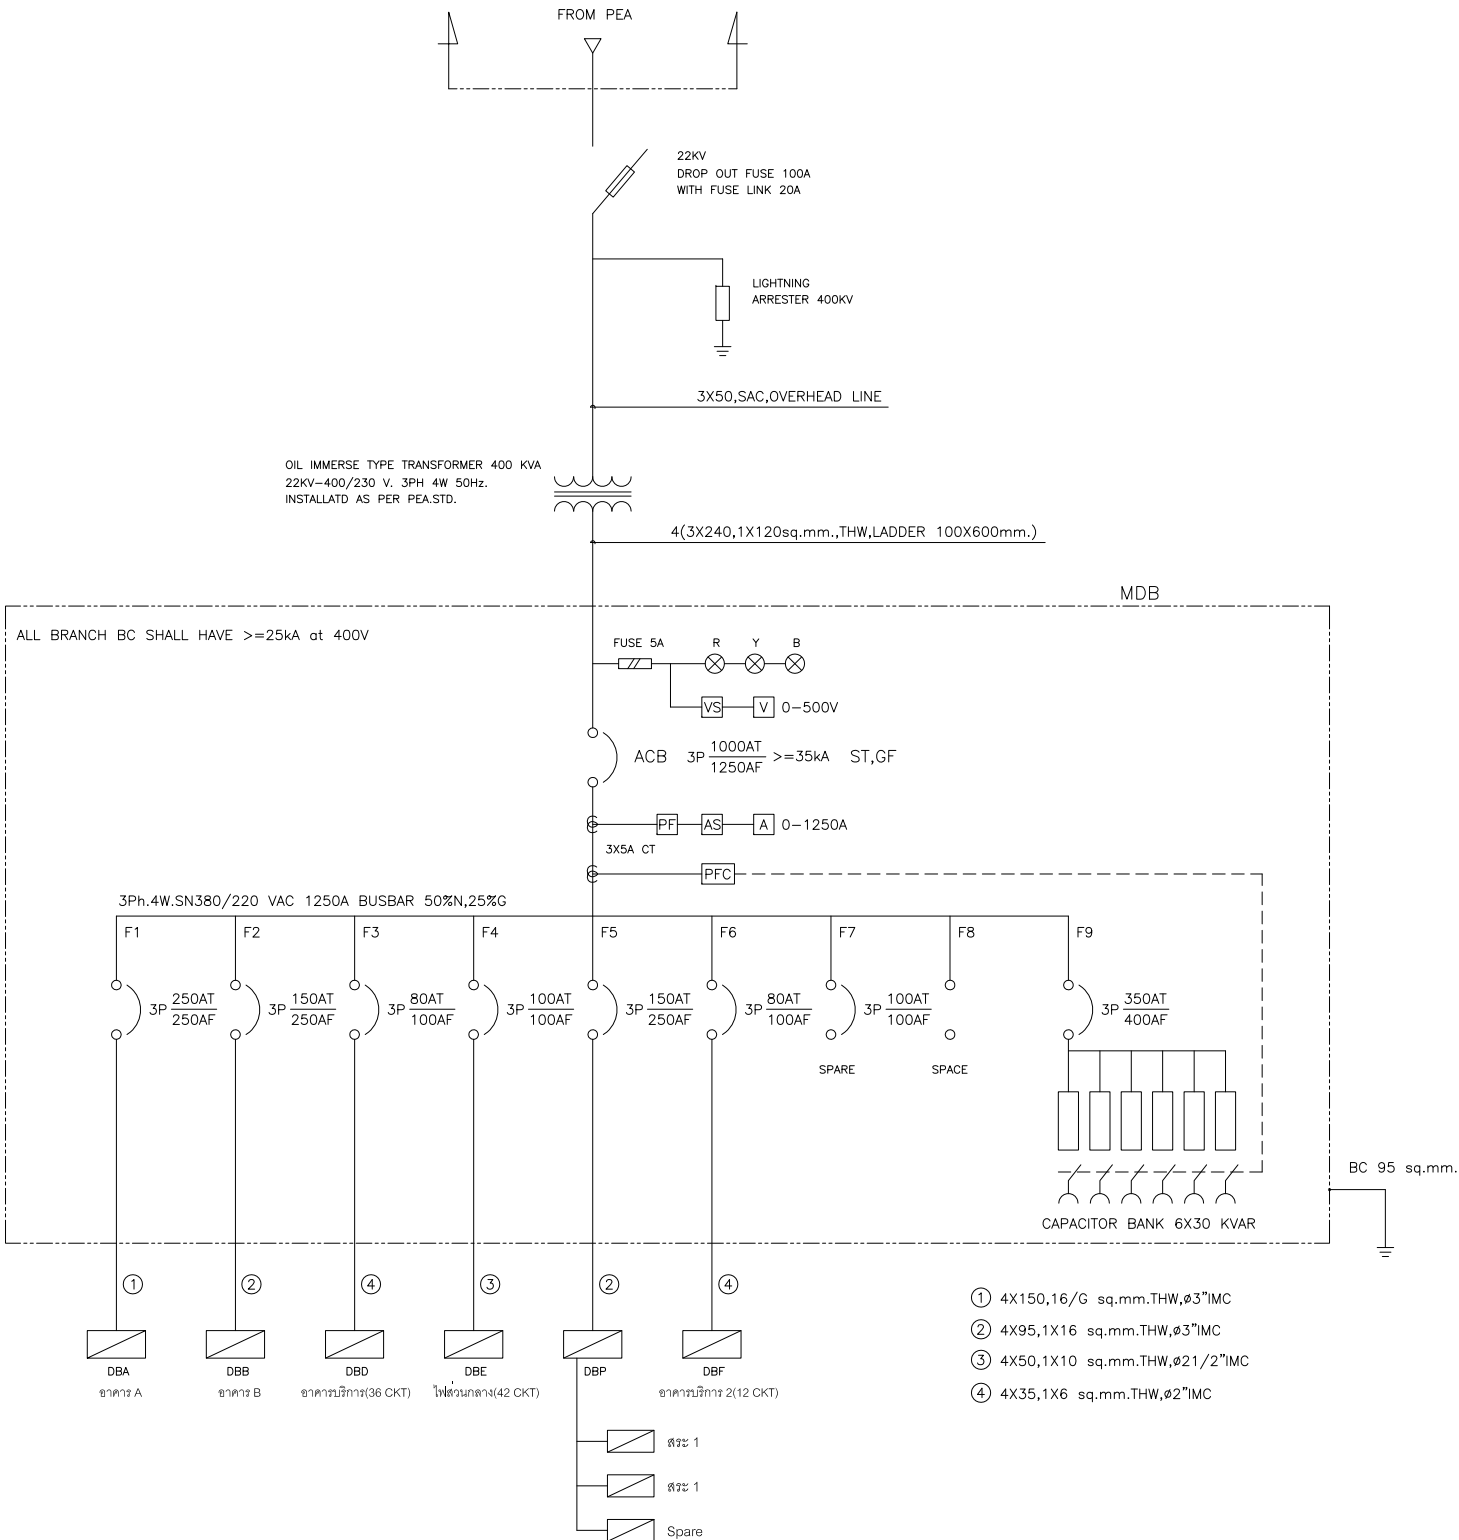 FROM PEA
22KV
DROP OUT FUSE 100A
WITH FUSE LINK 20A
LIGHTNING
ARRESTER 400KV
3X50,SAC,OVERHEAD LINE
OIL IMMERSE TYPE TRANSFORMER 400 KVA
22KV-400/230 V. 3PH 4W 50Hz.
INSTALLATD AS PER PEA.STD.
4(3X240,1X120sq.mm.,THW,LADDER 100X600mm.)
MDB
ALL BRANCH BC SHALL HAVE >=25kA at 400V
FUSE 5A
R Y B
VS V 0-500V
ACB 3P 1000AT/1250AF >=35kA ST,GF
PF AS A 0-1250A
3X5A CT
PFC
3Ph.4W.SN380/220 VAC 1250A BUSBAR 50%N,25%G
F1 F2 F3 F4 F5 F6 F7 F8 F9
3P 250AT/250AF 3P 150AT/250AF 3P 80AT/100AF 3P 100AT/100AF 3P 150AT/250AF 3P 80AT/100AF 3P 100AT/100AF 3P 350AT/400AF
SPARE SPACE
BC 95 sq.mm.
CAPACITOR BANK 6X30 KVAR
1 2 4 3 2 4
DBA DBB DBD DBE DBP DBF
อาคาร A อาคาร B อาคารบริการ(36 CKT) ไฟส่วนกลาง(42 CKT) อาคารบริการ 2(12 CKT)
1 4X150,16/G sq.mm.THW,ø3"IMC
2 4X95,1X16 sq.mm.THW,ø3"IMC
3 4X50,1X10 sq.mm.THW,ø21/2"IMC
4 4X35,1X6 sq.mm.THW,ø2"IMC
สระ 1
สระ 1
Spare